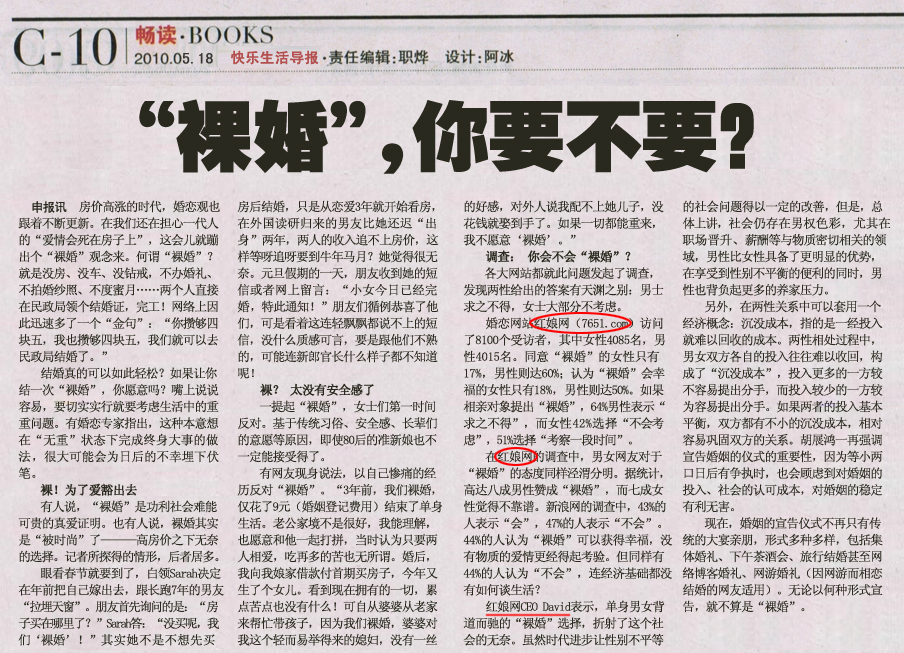 C-10
畅读·BOOKS
2010.05.18 快乐生活导报·责任编辑:职烨 设计:阿冰
“裸婚”,你要不要?
申报讯 房价高涨的时代，婚恋观也
跟着不断更新。在我们还在担心一代人
的“爱情会死在房子上”，这会儿就蹦
出个“裸婚”观念来。何谓“裸婚”？
就是没房、没车、没钻戒，不办婚礼、
不拍婚纱照、不度蜜月……两个人直接
在民政局领个结婚证，完工！网络上因
此迅速多了一个“金句”：“你攒够四
块五，我也攒够四块五，我们就可以去
民政局结婚了。”
结婚真的可以如此轻松？如果让你
结一次“裸婚”，你愿意吗？嘴上说说
容易，要切实实行就要考虑生活中的重
重问题。有婚恋专家指出，这种本意想
在“无重”状态下完成终身大事的做
法，很大可能会为日后的不幸埋下伏
笔。
裸！为了爱豁出去
有人说，“裸婚”是功利社会难能
可贵的真爱证明。也有人说，裸婚其实
是“被时尚”了———高房价之下无奈
的选择。记者所探得的情形，后者居多。
眼看春节就要到了，白领Sarah决定
在年前把自己嫁出去，跟长跑7年的男友
“拉埋天窗”。朋友首先询问的是：“房
子买在哪里了？”Sarah答：“没买呢，我
们‘裸婚’！”其实她不是不想先买
房后结婚，只是从恋爱3年就开始看房，
在外国读研归来的男友比她还迟“出
身”两年，两人的收入追不上房价，这
样等呀追呀要到牛年马月？她觉得很无
奈。元旦假期的一天，朋友收到她的短
信或者网上留言：“小女今日已经完
婚，特此通知！”朋友们循例恭喜了他
们，可是看着这连轻飘飘都说不上的短
信，没什么质感可言，要是跟他们不熟
的，可能连新郎官长什么样子都不知道
呢！
裸？ 太没有安全感了
一提起“裸婚”，女士们第一时间
反对。基于传统习俗、安全感、长辈们
的意愿等原因，即使80后的准新娘也不
一定能接受得了。
有网友现身说法，以自己惨痛的经
历反对“裸婚”。“3年前，我们裸婚，
仅花了9元（婚姻登记费用）结束了单身
生活。老公家境不是很好，我能理解，
也愿意和他一起打拼，当时认为只要两
人相爱，吃再多的苦也无所谓。婚后，
我向我娘家借款付首期买房子，今年又
生了个女儿。看到现在拥有的一切，累
点苦点也没有什么！可自从婆婆从老家
来帮忙带孩子，因为我们裸婚，婆婆对
我这个轻而易举得来的媳妇，没有一丝
的好感，对外人说我配不上她儿子，没
花钱就娶到手了。如果一切都能重来，
我不愿意‘裸婚’。”
调查： 你会不会“裸婚”？
各大网站都就此问题发起了调查，
发现两性给出的答案有天渊之别：男士
求之不得，女士大部分不考虑。
婚恋网站红娘网（7651.com）访问
了8100个受访者，其中女性4085名，男
性4015名。同意“裸婚”的女性只有
17%，男性则达60%；认为“裸婚”会幸
福的女性只有18%，男性则达50%。如果
相亲对象提出“裸婚”，64%男性表示“
求之不得”，而女性42%选择“不会考
虑”，51%选择“考察一段时间”。
在红娘网的调查中，男女网友对于
“裸婚”的态度同样泾渭分明。据统计，
高达八成男性赞成“裸婚”，而七成女
性觉得不靠谱。新浪网的调查中，43%的
人表示“会”，47%的人表示“不会”。
44%的人认为“裸婚”可以获得幸福，没
有物质的爱情更经得起考验。但同样有
44%的人认为“不会”，连经济基础都没
有如何谈生活？
红娘网CEO David表示，单身男女背
道而驰的“裸婚”选择，折射了这个社
会的无奈。虽然时代进步让性别不平等
的社会问题得以一定的改善，但是，总
体上讲，社会仍存在男权色彩，尤其在
职场晋升、薪酬等与物质密切相关的领
域，男性比女性具备了更明显的优势，
在享受到性别不平衡的便利的同时，男
性也背负起更多的养家压力。
另外，在两性关系中可以套用一个
经济概念：沉没成本，指的是一经投入
就难以回收的成本。两性相处过程中，
男女双方各自的投入往往难以收回，构
成了“沉没成本”，投入更多的一方较
不容易提出分手，而投入较少的一方较
为容易提出分手。如果两者的投入基本
平衡，双方都有不小的沉没成本，相对
容易巩固双方的关系。胡展鸿一再强调
宣告婚姻的仪式的重要性，因为等小两
口日后有争执时，也会顾虑到对婚姻的
投入、社会的认可成本，对婚姻的稳定
有利无害。
现在，婚姻的宣告仪式不再只有传
统的大宴亲朋，形式多种多样，包括集
体婚礼、下午茶酒会、旅行结婚甚至网
络博客婚礼、网游婚礼（因网游而相恋
结婚的网友适用）。无论以何种形式宣
告，就不算是“裸婚”。